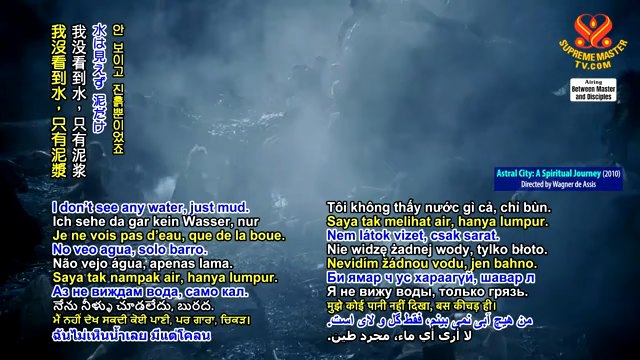 안 보이고 진흙뿐이었죠
水は見えず 泥だけ
我没看到水，只有泥浆
我沒看到水，只有泥漿
SUPREME MASTER
TV.COM
Airing
Between Master
and Disciples
Astral City: A Spiritual Journey (2010)
Directed by Wagner de Assis
I don't see any water, just mud.
Ich sehe da gar kein Wasser, nur
Je ne vois pas d'eau, que de la boue.
No veo agua, solo barro.
Não vejo água, apenas lama.
Saya tak nampak air, hanya lumpur.
Аз не виждам вода, само кал.
నేను నీళ్ళు చూడలేదు, బురద.
ਮੈਂ ਨਹੀਂ ਦੇਖ ਸਕਦੀ ਕੋਈ ਪਾਣੀ, ਪਰ ਗਾਰਾ, ਚਿਕੜ।
ฉันไม่เห็นน้ำเลย มีแต่โคลน
Tôi không thấy nước gì cả, chỉ bùn.
Saya tak melihat air, hanya lumpur.
Nem látok vizet, csak sarat.
Nie widzę żadnej wody, tylko błoto.
Nevidím žádnou vodu, jen bahno.
Би ямар ч ус хараагүй, шавар л
Я не вижу воды, только грязь.
मुझे कोई पानी नहीं दिखा, बस कीचड़ ही।
من هیچ آبی نمی بینم، فقط گل و لای است.
لا أرى أي ماء، مجرد طين.